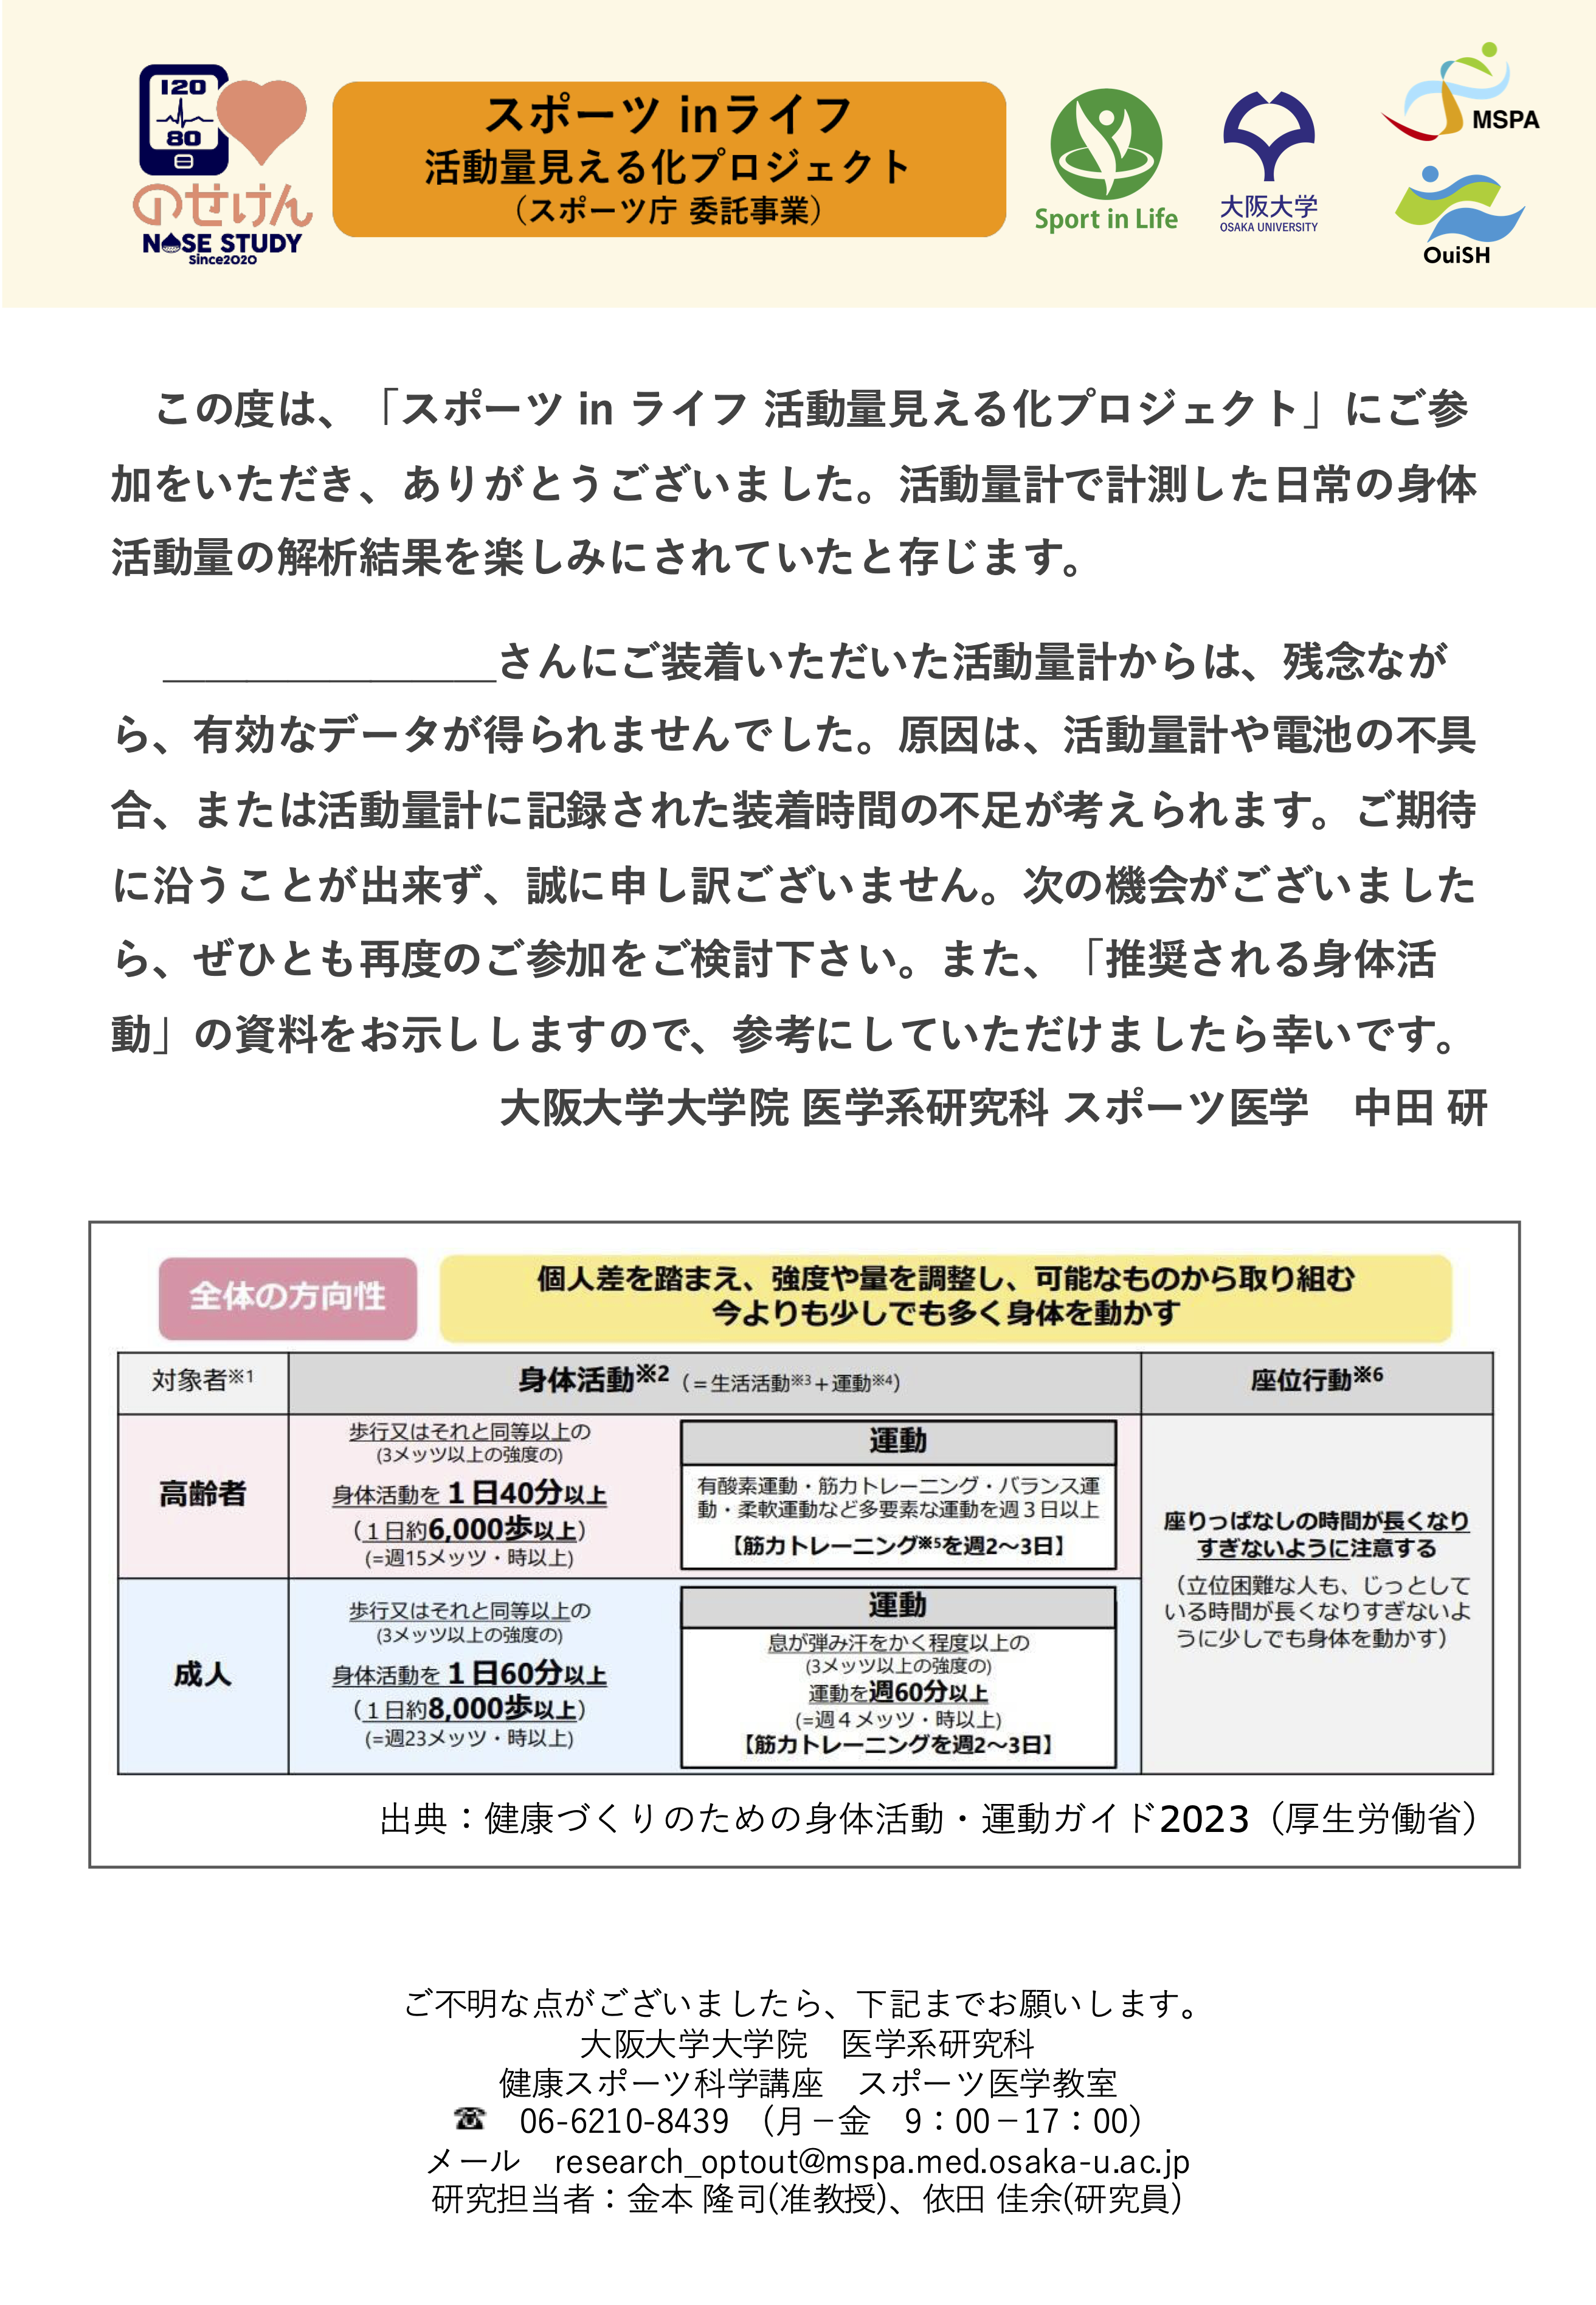 120
80
のせけん
NOSE STUDY
Since2020
スポーツ inライフ
活動量見える化プロジェクト
（スポーツ庁 委託事業）
Sport in Life
大阪大学
OSAKA UNIVERSITY
MSPA
OuiSH
この度は、「スポーツ in ライフ 活動量見える化プロジェクト」にご参
加をいただき、ありがとうございました。活動量計で計測した日常の身体
活動量の解析結果を楽しみにされていたと存じます。
＿＿＿＿＿＿＿＿さんにご装着いただいた活動量計からは、残念なが
ら、有効なデータが得られませんでした。原因は、活動量計や電池の不具
合、または活動量計に記録された装着時間の不足が考えられます。ご期待
に沿うことが出来ず、誠に申し訳ございません。次の機会がございました
ら、ぜひとも再度のご参加をご検討下さい。また、「推奨される身体活
動」の資料をお示ししますので、参考にしていただけましたら幸いです。
大阪大学大学院 医学系研究科 スポーツ医学　中田 研
全体の方向性
個人差を踏まえ、強度や量を調整し、可能なものから取り組む
今よりも少しでも多く身体を動かす
対象者※1
身体活動※2（＝生活活動※3＋運動※4）
座位行動※6
高齢者
歩行又はそれと同等以上の
(3メッツ以上の強度の)
身体活動を１日40分以上
（１日約6,000歩以上）
(=週15メッツ・時以上)
運動
有酸素運動・筋力トレーニング・バランス運
動・柔軟運動など多要素な運動を週３日以上
【筋力トレーニング※5を週2～3日】
成人
歩行又はそれと同等以上の
(3メッツ以上の強度の)
身体活動を１日60分以上
（１日約8,000歩以上）
(=週23メッツ・時以上)
運動
息が弾み汗をかく程度以上の
(3メッツ以上の強度の)
運動を週60分以上
(=週４メッツ・時以上)
【筋力トレーニングを週2～3日】
座りっぱなしの時間が長くなり
すぎないように注意する
（立位困難な人も、じっとして
いる時間が長くなりすぎないよ
うに少しでも身体を動かす）
出典：健康づくりのための身体活動・運動ガイド2023（厚生労働省）
ご不明な点がございましたら、下記までお願いします。
大阪大学大学院　医学系研究科
健康スポーツ科学講座　スポーツ医学教室
☎　06-6210-8439　（月－金　9：00－17：00）
メール　research_optout@mspa.med.osaka-u.ac.jp
研究担当者：金本 隆司(准教授)、依田 佳余(研究員)